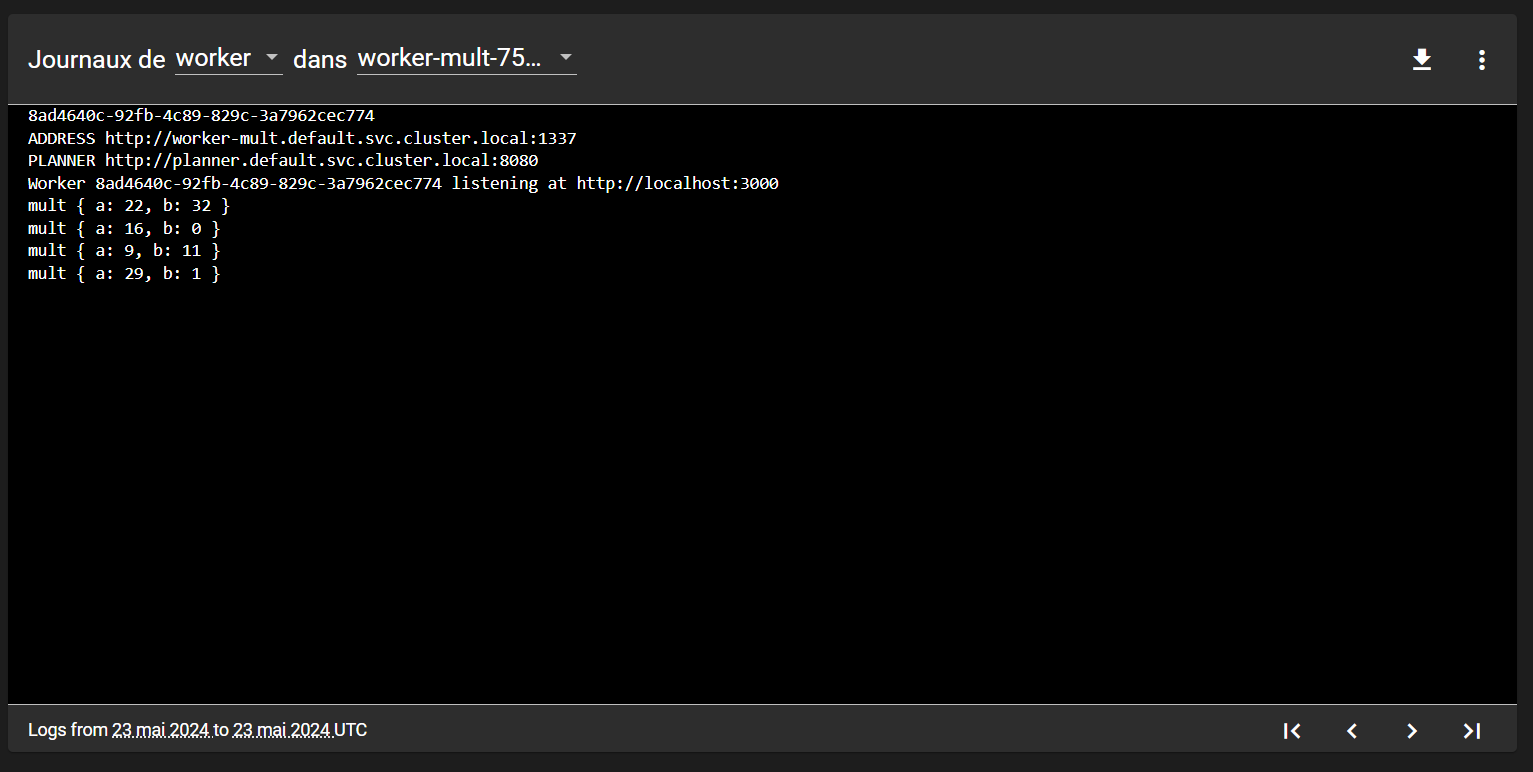 Journaux de worker dans worker-mult-75...
8ad4640c-92fb-4c89-829c-3a7962cec774
ADDRESS http://worker-mult.default.svc.cluster.local:1337
PLANNER http://planner.default.svc.cluster.local:8080
Worker 8ad4640c-92fb-4c89-829c-3a7962cec774 listening at http://localhost:3000
mult { a: 22, b: 32 }
mult { a: 16, b: 0 }
mult { a: 9, b: 11 }
mult { a: 29, b: 1 }
Logs from 23 mai 2024 to 23 mai 2024 UTC